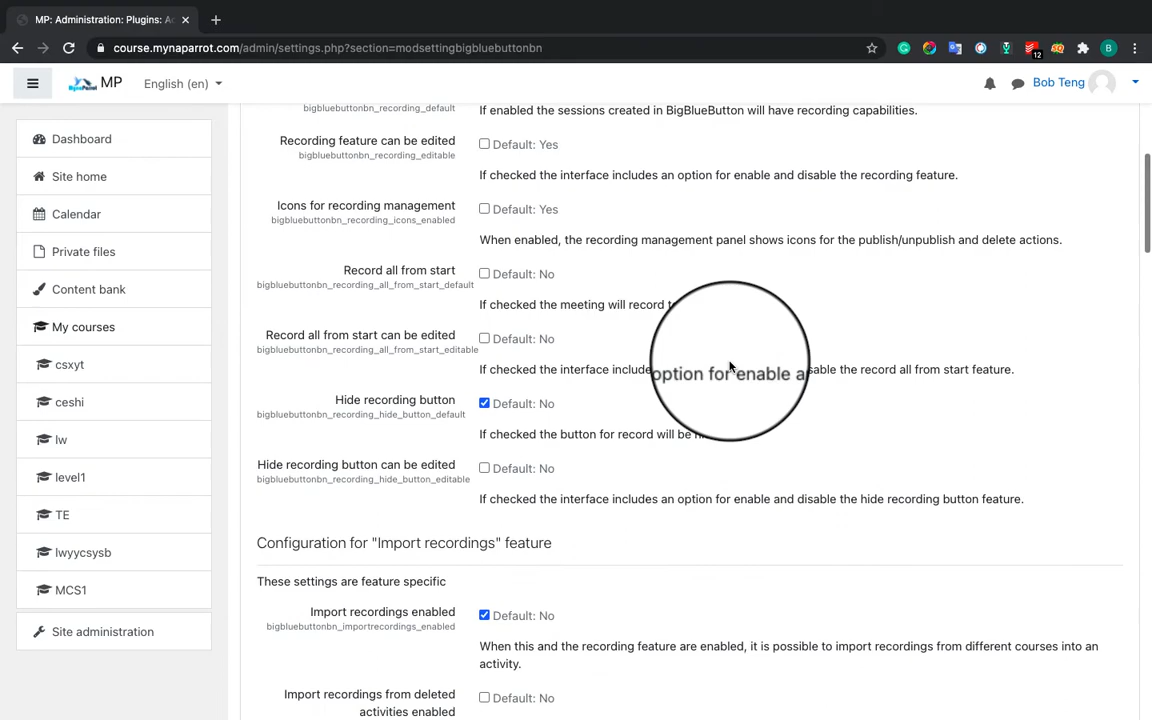 MP: Administration: Plugins: Ac
course.mynaparrot.com/admin/settings.php?section=modsettingbigbluebuttonbn
12
B
MP
English (en)
Bob Teng
Dashboard
Site home
Calendar
Private files
Content bank
My courses
csxyt
ceshi
lw
level1
TE
lwyycsysb
MCS1
Site administration
bigbluebuttonbn_recording_default
If enabled the sessions created in BigBlueButton will have recording capabilities.
Recording feature can be edited
bigbluebuttonbn_recording_editable
Default: Yes
If checked the interface includes an option for enable and disable the recording feature.
Icons for recording management
bigbluebuttonbn_recording_icons_enabled
Default: Yes
When enabled, the recording management panel shows icons for the publish/unpublish and delete actions.
Record all from start
bigbluebuttonbn_recording_all_from_start_default
Default: No
If checked the meeting will record
Record all from start can be edited
bigbluebuttonbn_recording_all_from_start_editable
Default: No
If checked the interface include option for enable a sable the record all from start feature.
Hide recording button
bigbluebuttonbn_recording_hide_button_default
Default: No
If checked the button for record will be
Hide recording button can be edited
bigbluebuttonbn_recording_hide_button_editable
Default: No
If checked the interface includes an option for enable and disable the hide recording button feature.
Configuration for "Import recordings" feature
These settings are feature specific
Import recordings enabled
bigbluebuttonbn_importrecordings_enabled
Default: No
When this and the recording feature are enabled, it is possible to import recordings from different courses into an
activity.
Import recordings from deleted
activities enabled
Default: No